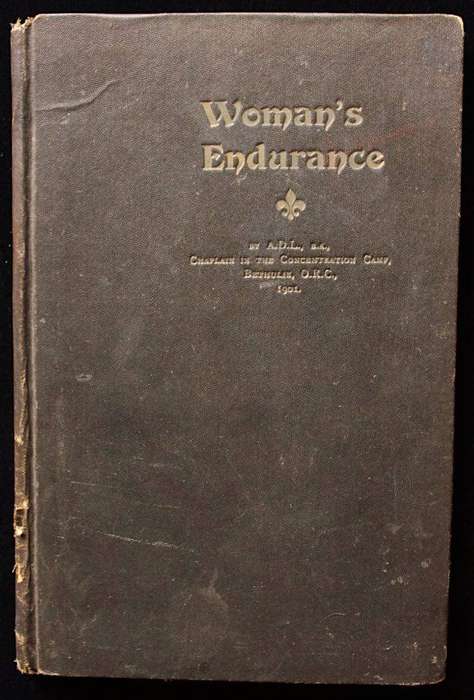 Woman's
Endurance
BY A.D.L., B.A.,
CHAPLAIN IN THE CONCENTRATION CAMP,
BETHULIE, O.R.C.,
1901.